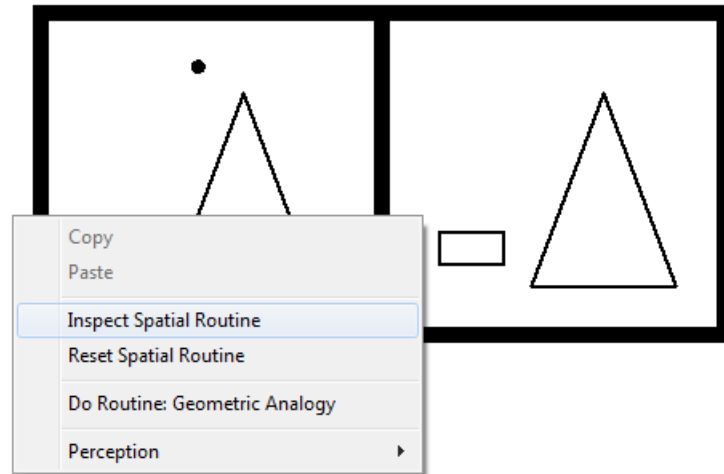 Copy
Paste
Inspect Spatial Routine
Reset Spatial Routine
Do Routine: Geometric Analogy
Perception